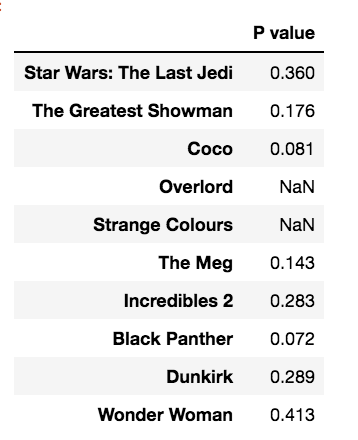 P value
Star Wars: The Last Jedi 0.360
The Greatest Showman 0.176
Coco 0.081
Overlord NaN
Strange Colours NaN
The Meg 0.143
Incredibles 2 0.283
Black Panther 0.072
Dunkirk 0.289
Wonder Woman 0.413